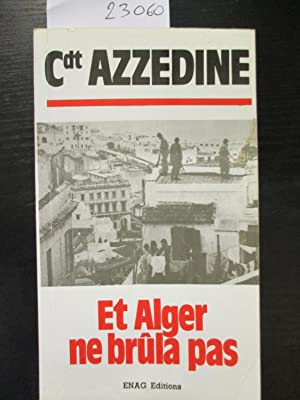 23060
Cdt AZZEDINE
Et Alger
ne brûla pas
ENAG Editions